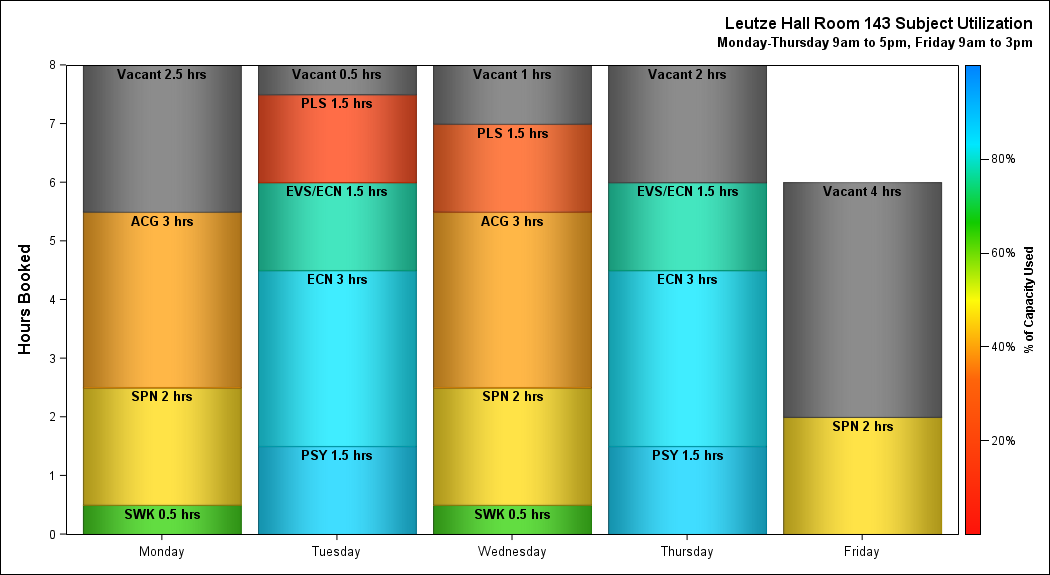 Leutze Hall Room 143 Subject Utilization
Monday-Thursday 9am to 5pm, Friday 9am to 3pm
Hours Booked
8
7
6
5
4
3
2
1
0
Vacant 2.5 hrs
ACG 3 hrs
SPN 2 hrs
SWK 0.5 hrs
Vacant 0.5 hrs
PLS 1.5 hrs
EVS/ECN 1.5 hrs
ECN 3 hrs
PSY 1.5 hrs
Vacant 1 hrs
PLS 1.5 hrs
ACG 3 hrs
SPN 2 hrs
SWK 0.5 hrs
Vacant 2 hrs
EVS/ECN 1.5 hrs
ECN 3 hrs
PSY 1.5 hrs
Vacant 4 hrs
SPN 2 hrs
Monday
Tuesday
Wednesday
Thursday
Friday
80%
60%
40%
20%
% of Capacity Used